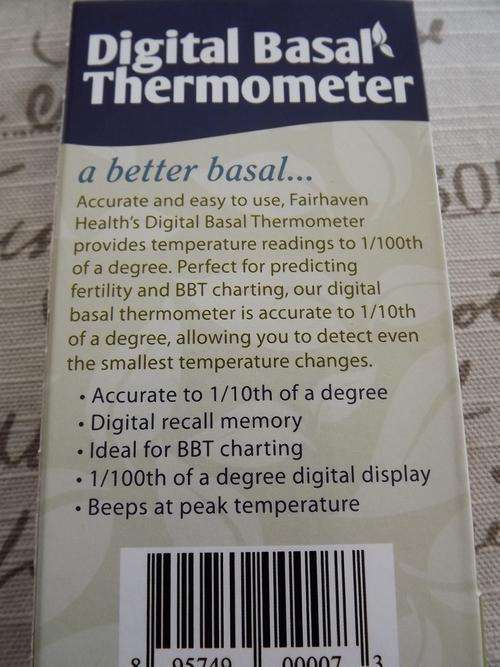 Digital Basal
Thermometer
a better basal...
Accurate and easy to use, Fairhaven
Health's Digital Basal Thermometer
provides temperature readings to 1/100th
of a degree. Perfect for predicting
fertility and BBT charting, our digital
basal thermometer is accurate to 1/10th
of a degree, allowing you to detect even
the smallest temperature changes.
• Accurate to 1/10th of a degree
• Digital recall memory
• Ideal for BBT charting
• 1/100th of a degree digital display
• Beeps at peak temperature
8 95749 00007 3